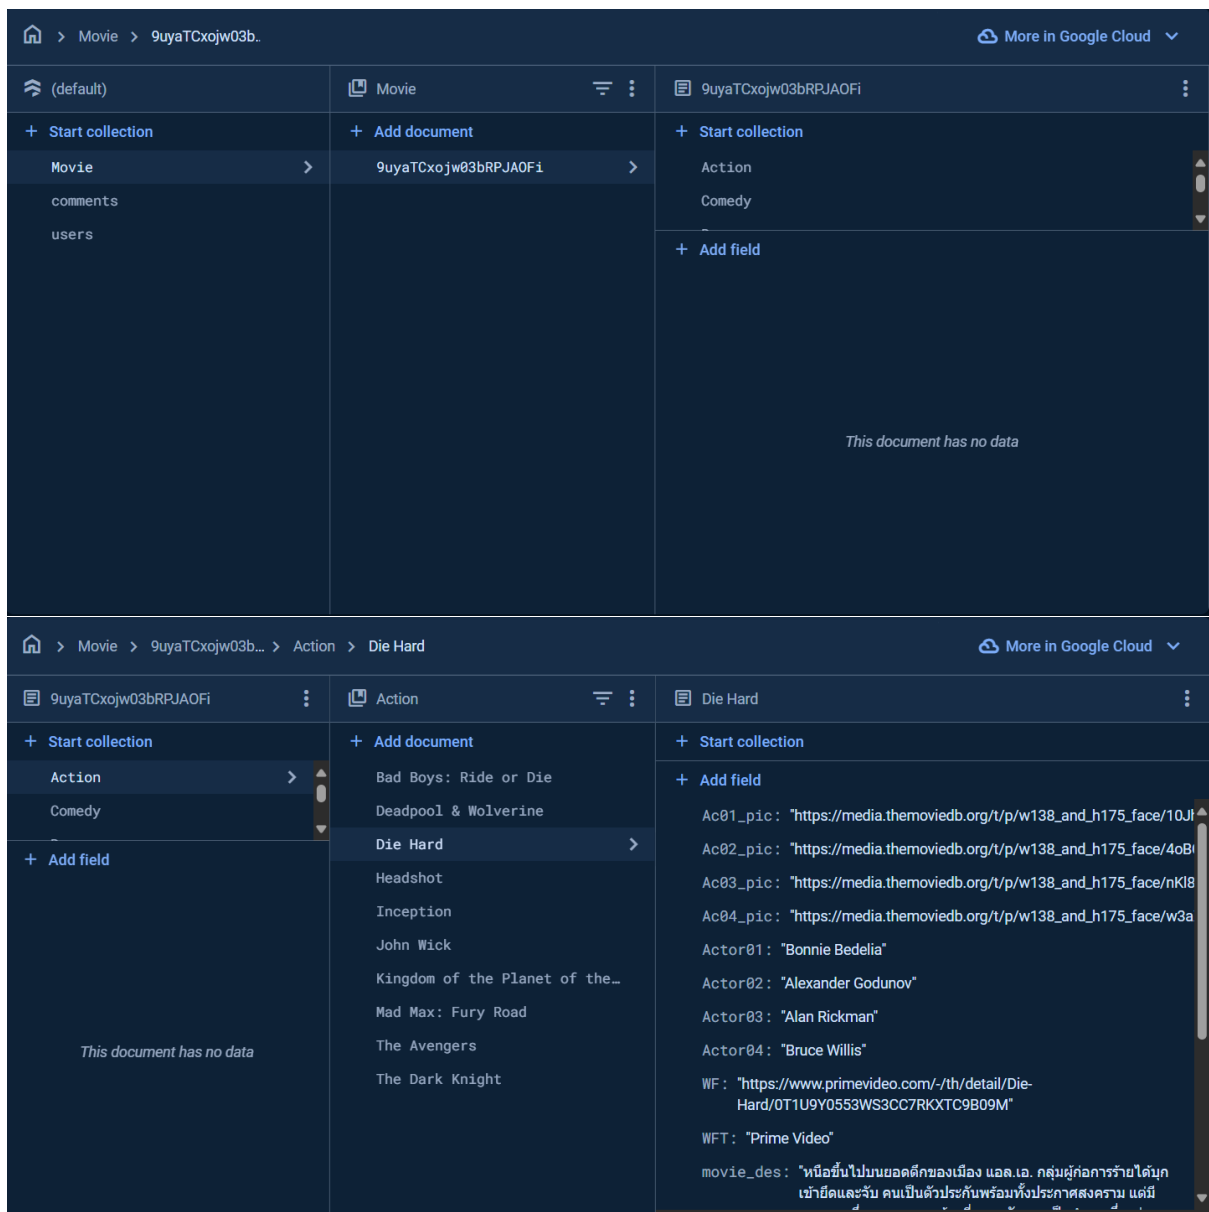 Movie 9uyaTCxojw03b..
More in Google Cloud
(default)
Movie
9uyaTCxojw03bRPJAOFi
+ Start collection
+ Add document
+ Start collection
Movie
9uyaTCxojw03bRPJAOFi
Action
comments
Comedy
users
+ Add field
This document has no data
Movie 9uyaTCxojw03b... Action Die Hard
More in Google Cloud
9uyaTCxojw03bRPJAOFi
Action
Die Hard
+ Start collection
+ Add document
+ Start collection
Action
Bad Boys: Ride or Die
+ Add field
Comedy
Deadpool & Wolverine
Ac01_pic: "https://media.themoviedb.org/t/p/w138_and_h175_face/10Jh
Die Hard
Ac02_pic: "https://media.themoviedb.org/t/p/w138_and_h175_face/4oB
+ Add field
Headshot
Ac03_pic: "https://media.themoviedb.org/t/p/w138_and_h175_face/nKl8
Inception
Ac04_pic: "https://media.themoviedb.org/t/p/w138_and_h175_face/w3a
John Wick
Actor01: "Bonnie Bedelia"
Kingdom of the Planet of the…
Actor02: "Alexander Godunov"
Mad Max: Fury Road
Actor03: "Alan Rickman"
This document has no data
The Avengers
Actor04: "Bruce Willis"
The Dark Knight
WF: "https://www.primevideo.com/-/th/detail/Die-
Hard/0T1U9Y0553WS3CC7RKXTC9B09M"
WFT: "Prime Video"
movie_des: "หนือขึ้นไปบนยอดตึกของเมือง แอล.เอ. กลุ่มผู้ก่อการร้ายได้บุก
เข้ายึดและจับ คนเป็นตัวประกันพร้อมทั้งประกาศสงคราม แต่มี